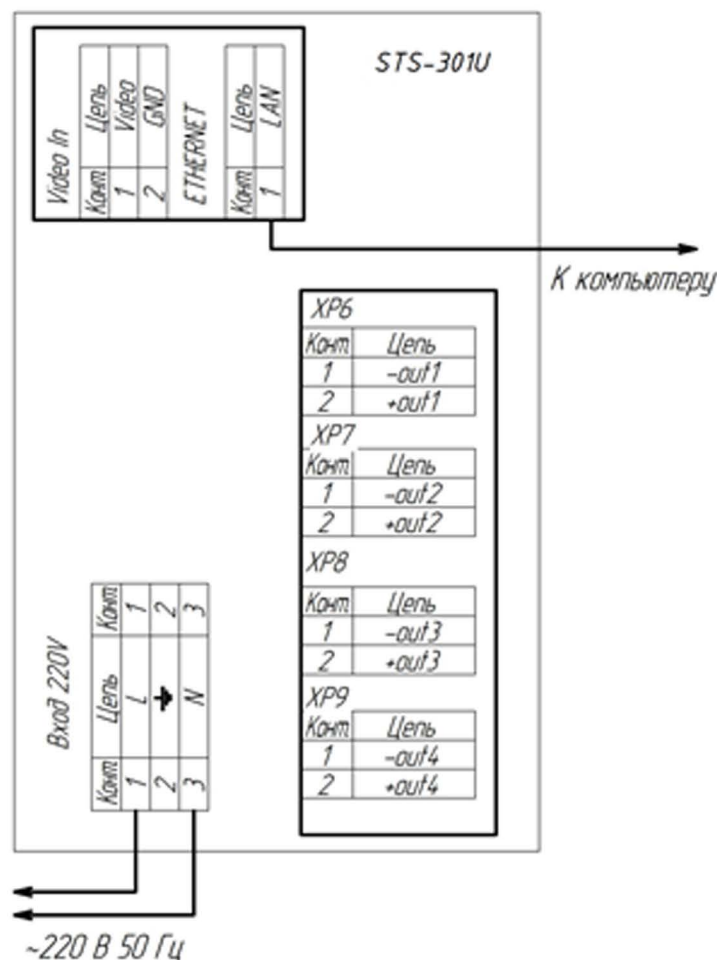 STS-301U
Video In
Конт Цепь
1 Video
2 GND
ETHERNET
Конт Цепь
1 LAN
К компьютеру
XP6
Конт Цепь
1 -out1
2 +out1
XP7
Конт Цепь
1 -out2
2 +out2
XP8
Конт Цепь
1 -out3
2 +out3
XP9
Конт Цепь
1 -out4
2 +out4
Вход 220V
Конт Цепь Конт
1 L 1
2 2
3 N 3
~220 В 50 Гц